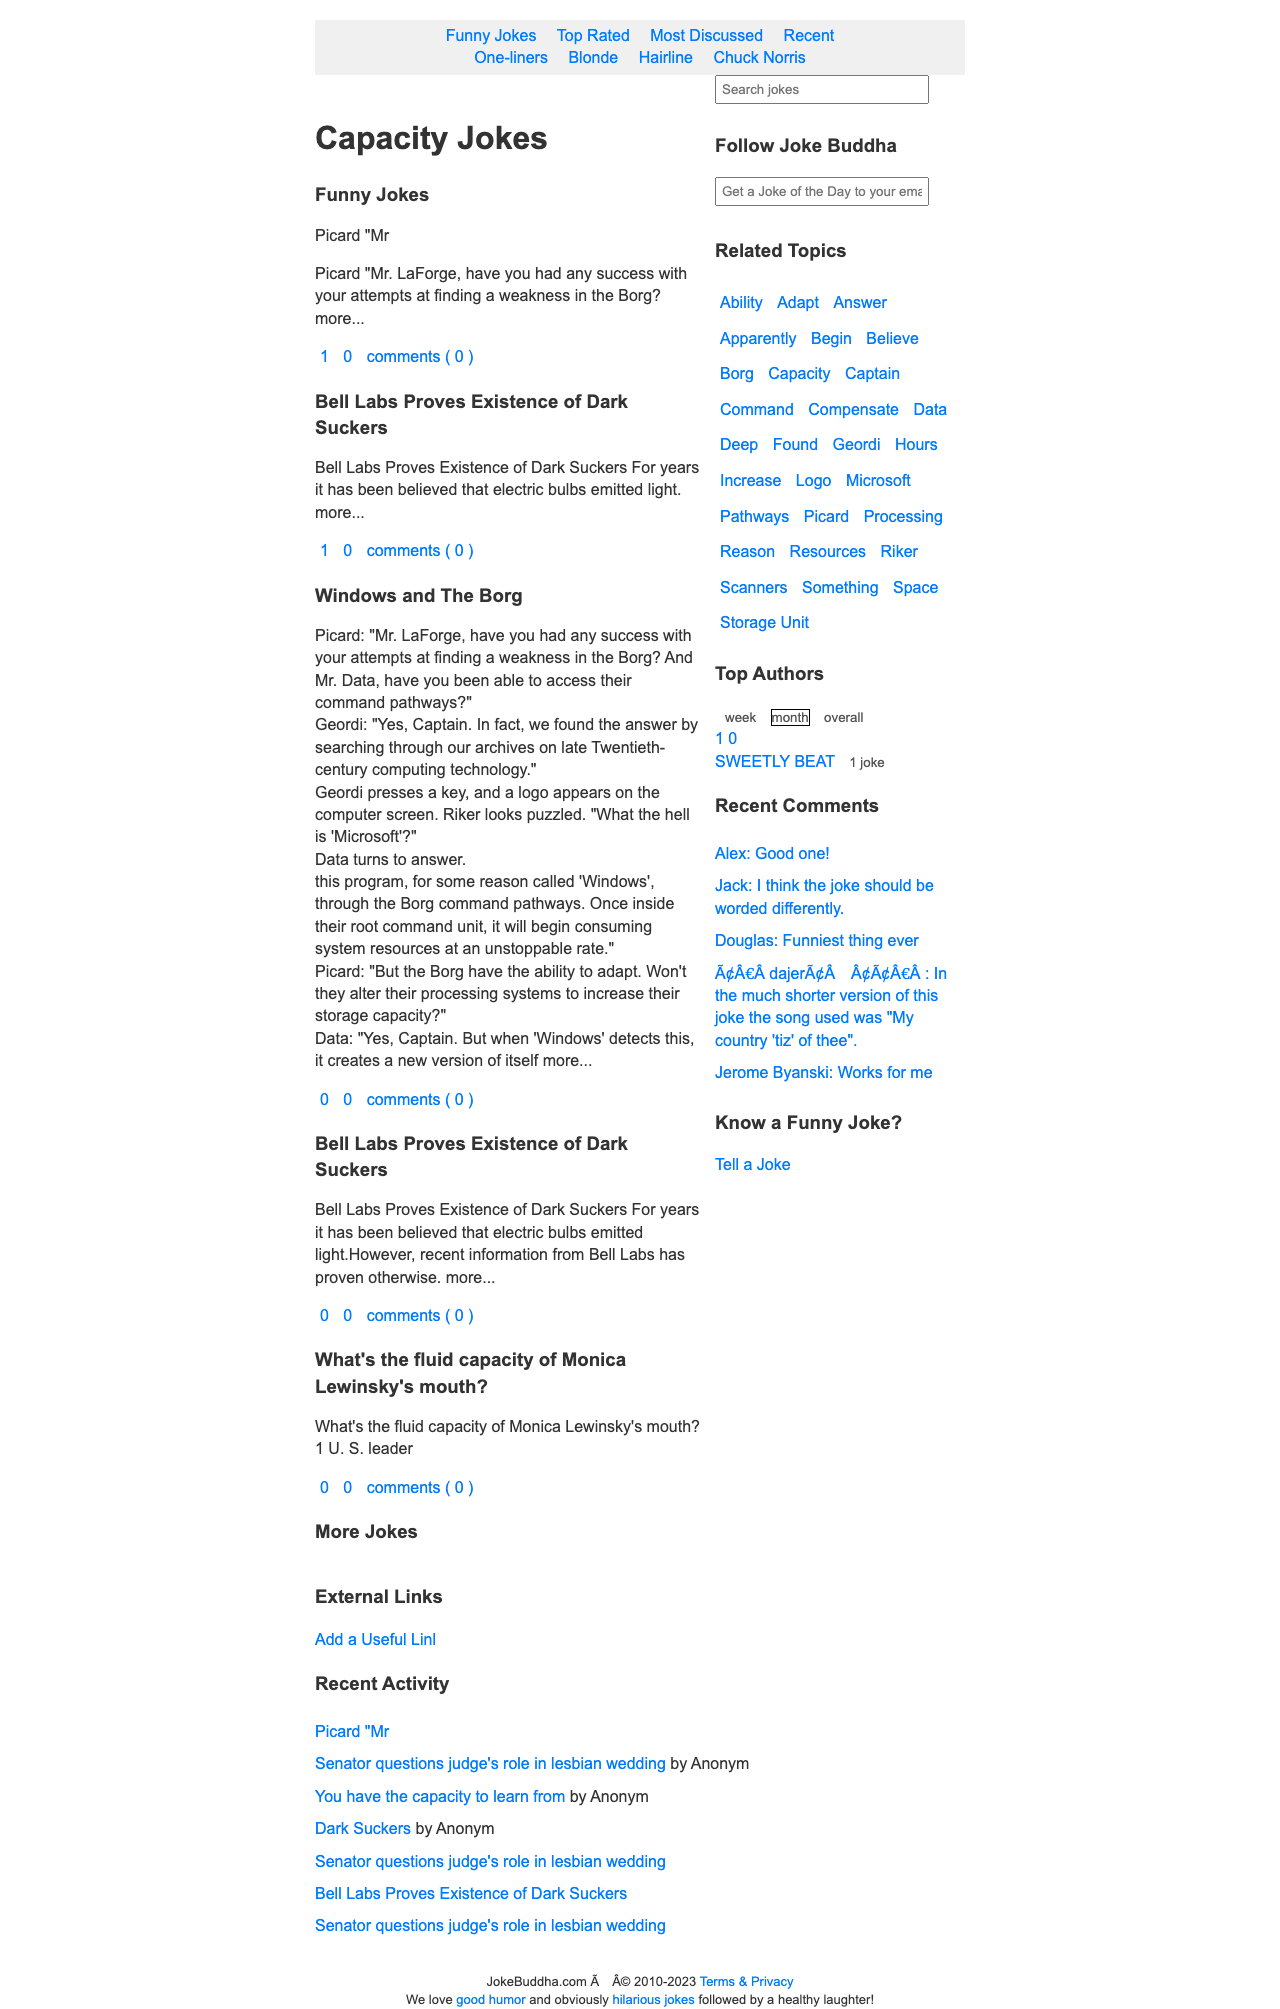 Funny Jokes Top Rated Most Discussed Recent
One-liners Blonde Hairline Chuck Norris
Capacity Jokes
Funny Jokes
Picard "Mr
Picard "Mr. LaForge, have you had any success with
your attempts at finding a weakness in the Borg?
more...
1 0 comments ( 0 )
Bell Labs Proves Existence of Dark
Suckers
Bell Labs Proves Existence of Dark Suckers For years
it has been believed that electric bulbs emitted light.
more...
1 0 comments ( 0 )
Windows and The Borg
Picard: "Mr. LaForge, have you had any success with
your attempts at finding a weakness in the Borg? And
Mr. Data, have you been able to access their
command pathways?"
Geordi: "Yes, Captain. In fact, we found the answer by
searching through our archives on late Twentieth-
century computing technology."
Geordi presses a key, and a logo appears on the
computer screen. Riker looks puzzled. "What the hell
is 'Microsoft'?"
Data turns to answer.
this program, for some reason called 'Windows',
through the Borg command pathways. Once inside
their root command unit, it will begin consuming
system resources at an unstoppable rate."
Picard: "But the Borg have the ability to adapt. Won't
they alter their processing systems to increase their
storage capacity?"
Data: "Yes, Captain. But when 'Windows' detects this,
it creates a new version of itself more...
0 0 comments ( 0 )
Bell Labs Proves Existence of Dark
Suckers
Bell Labs Proves Existence of Dark Suckers For years
it has been believed that electric bulbs emitted
light.However, recent information from Bell Labs has
proven otherwise. more...
0 0 comments ( 0 )
What's the fluid capacity of Monica
Lewinsky's mouth?
What's the fluid capacity of Monica Lewinsky's mouth?
1 U. S. leader
0 0 comments ( 0 )
More Jokes
External Links
Add a Useful Linl
Recent Activity
Picard "Mr
Senator questions judge's role in lesbian wedding by Anonym
You have the capacity to learn from by Anonym
Dark Suckers by Anonym
Senator questions judge's role in lesbian wedding
Bell Labs Proves Existence of Dark Suckers
Senator questions judge's role in lesbian wedding
Search jokes
Follow Joke Buddha
Get a Joke of the Day to your ema
Related Topics
Ability Adapt Answer
Apparently Begin Believe
Borg Capacity Captain
Command Compensate Data
Deep Found Geordi Hours
Increase Logo Microsoft
Pathways Picard Processing
Reason Resources Riker
Scanners Something Space
Storage Unit
Top Authors
week month overall
1 0
SWEETLY BEAT 1 joke
Recent Comments
Alex: Good one!
Jack: I think the joke should be
worded differently.
Douglas: Funniest thing ever
Ã¢Â€Â dajerÃ¢Â Â¢Ã¢Â€Â : In
the much shorter version of this
joke the song used was "My
country 'tiz' of thee".
Jerome Byanski: Works for me
Know a Funny Joke?
Tell a Joke
JokeBuddha.com Ã Â© 2010-2023 Terms & Privacy
We love good humor and obviously hilarious jokes followed by a healthy laughter!